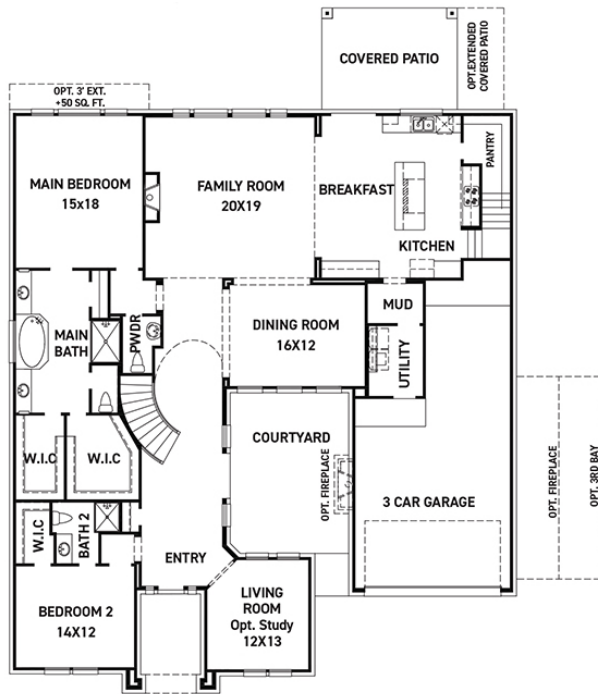 COVERED PATIO
OPT.EXTENDED
COVERED PATIO
OPT. 3' EXT.
+50 SQ. FT.
MAIN BEDROOM
15x18
FAMILY ROOM
20X19
BREAKFAST
PANTRY
KITCHEN
MUD
DINING ROOM
16X12
PWDR
MAIN
BATH
UTILITY
COURTYARD
W.I.C
W.I.C
OPT. FIREPLACE
3 CAR GARAGE
OPT. FIREPLACE
OPT. 3RD BAY
W.I.C
BATH 2
ENTRY
BEDROOM 2
14X12
LIVING
ROOM
Opt. Study
12X13